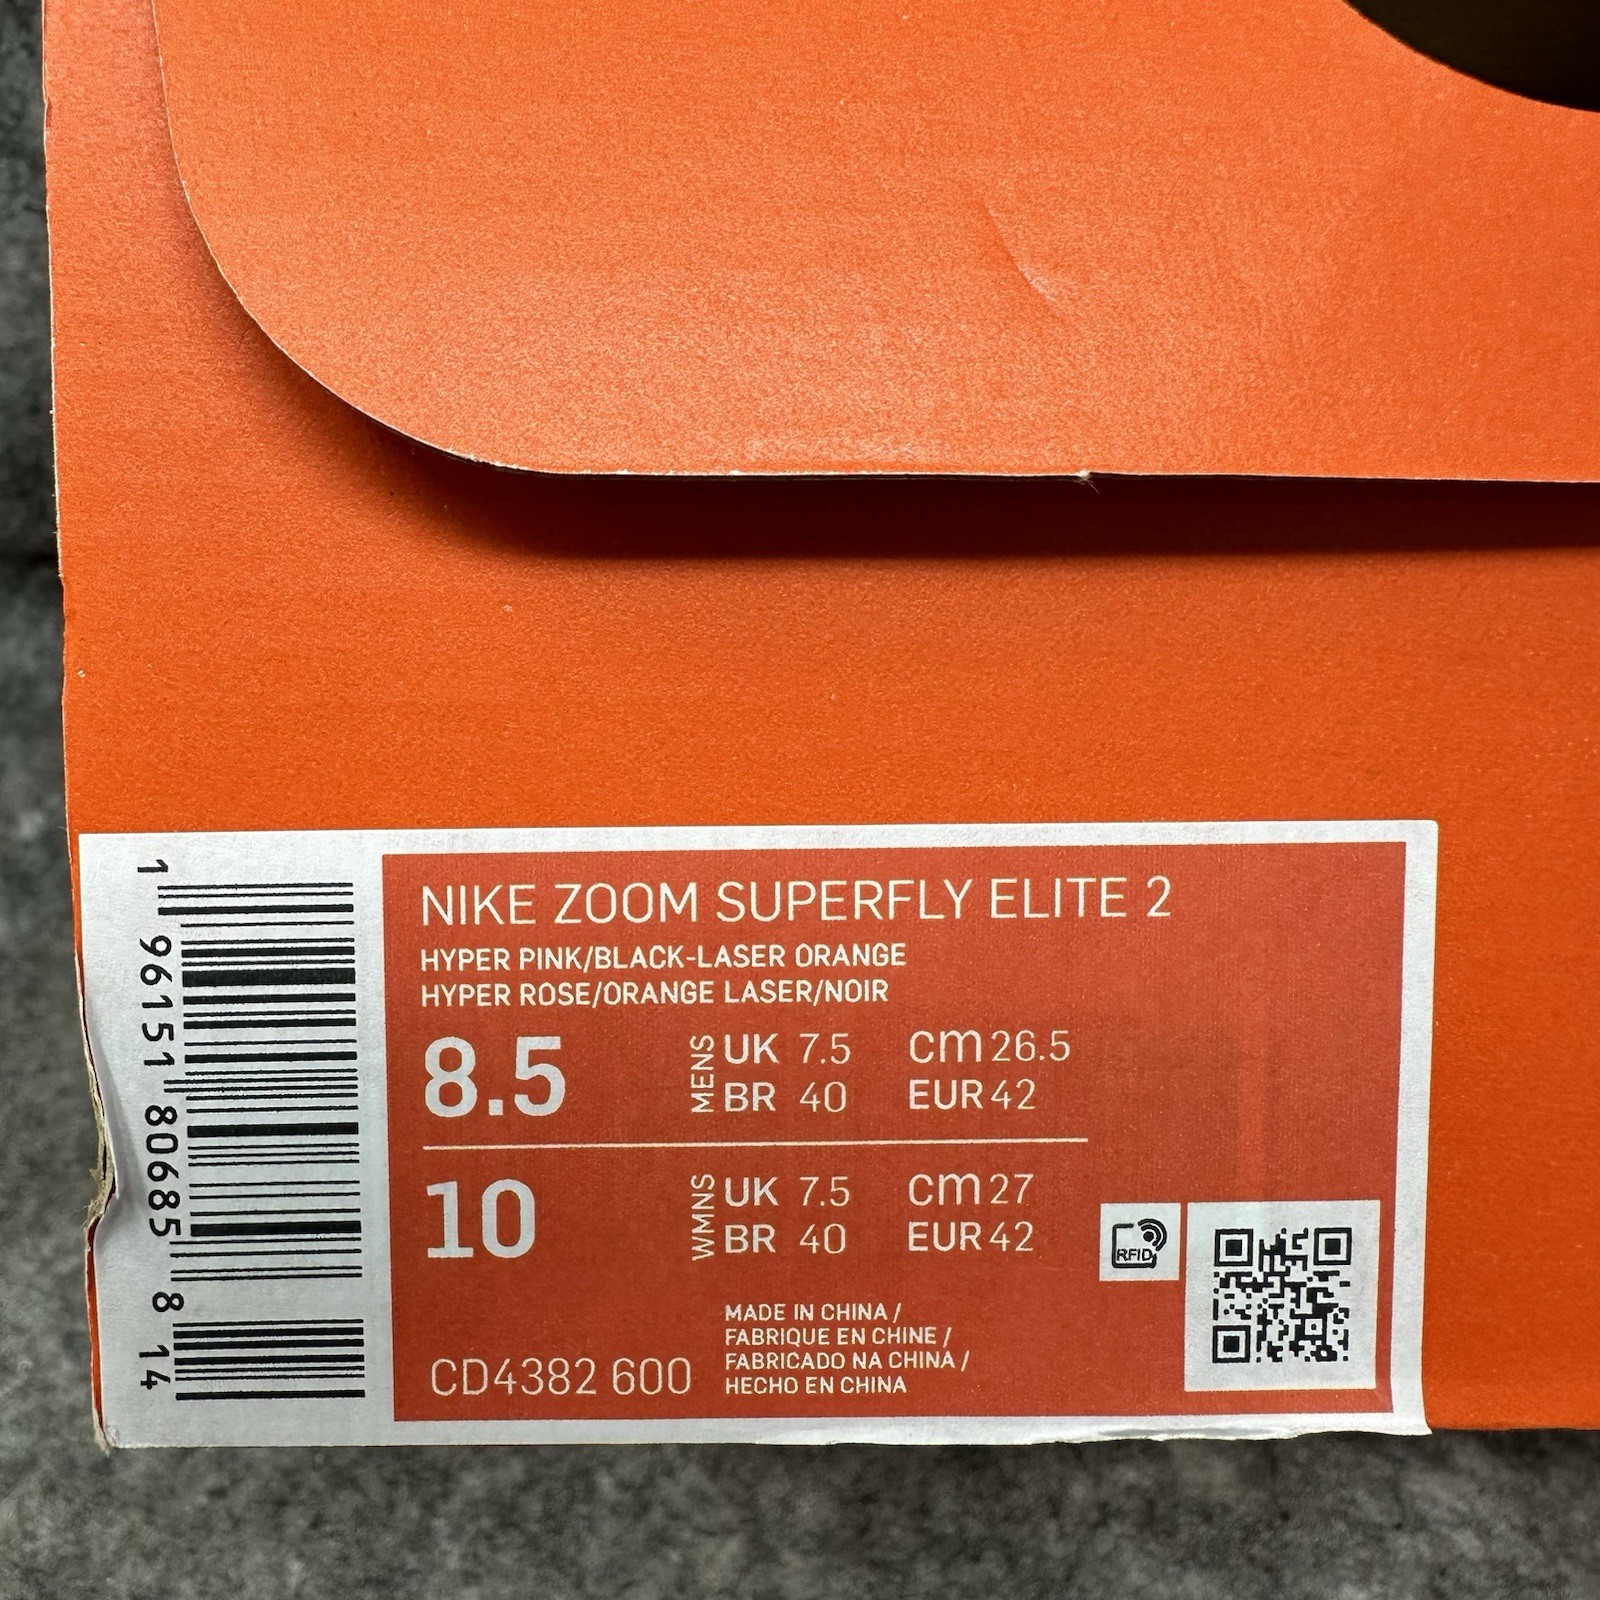 NIKE ZOOM SUPERFLY ELITE 2
HYPER PINK/BLACK-LASER ORANGE
HYPER ROSE/ORANGE LASER/NOIR
8.5 MENS UK 7.5 cm 26.5
BR 40 EUR 42
10 WMNS UK 7.5 cm 27
BR 40 EUR 42
RFID
MADE IN CHINA /
FABRIQUE EN CHINE /
FABRICADO NA CHINA /
HECHO EN CHINA
CD4382 600
1 96151 80685 8 14